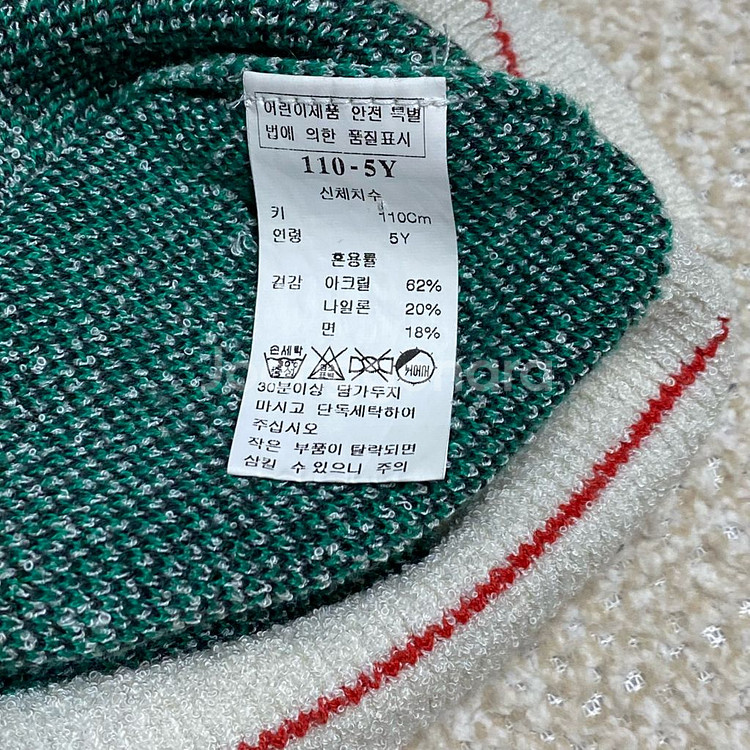 어린이제품 안전 특별
법에 의한 품질표시
110-5Y
신체치수
키 110Cm
인령 5Y
혼용률
겉감 아크릴 62%
나일론 20%
면 18%
손세탁
30분이상 담가두지
마시고 단독세탁하여
주십시오
작은 부품이 탈락되면
삼킬 수 있으니 주의